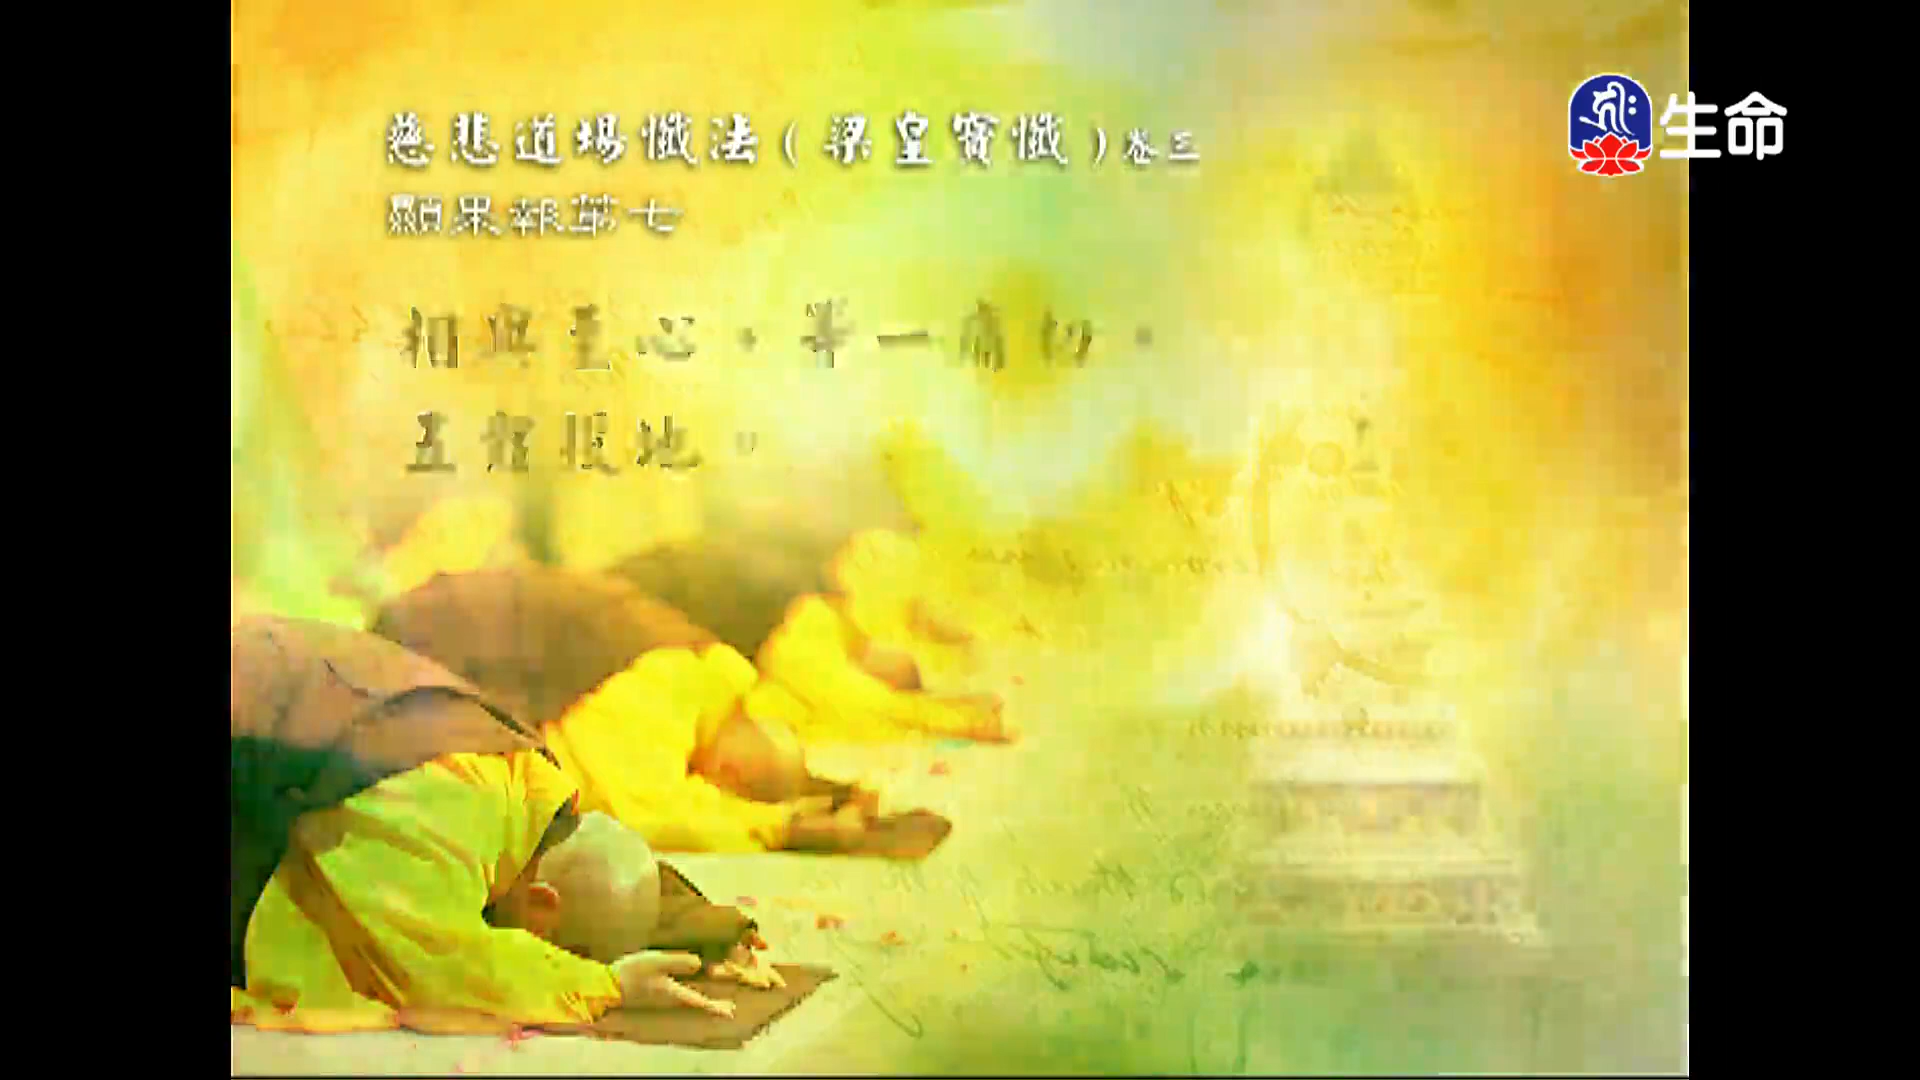 慈悲道場懺法(梁皇寶懺)卷三
顯果報第七
相與至心。等一痛切。
五體投地。
生命